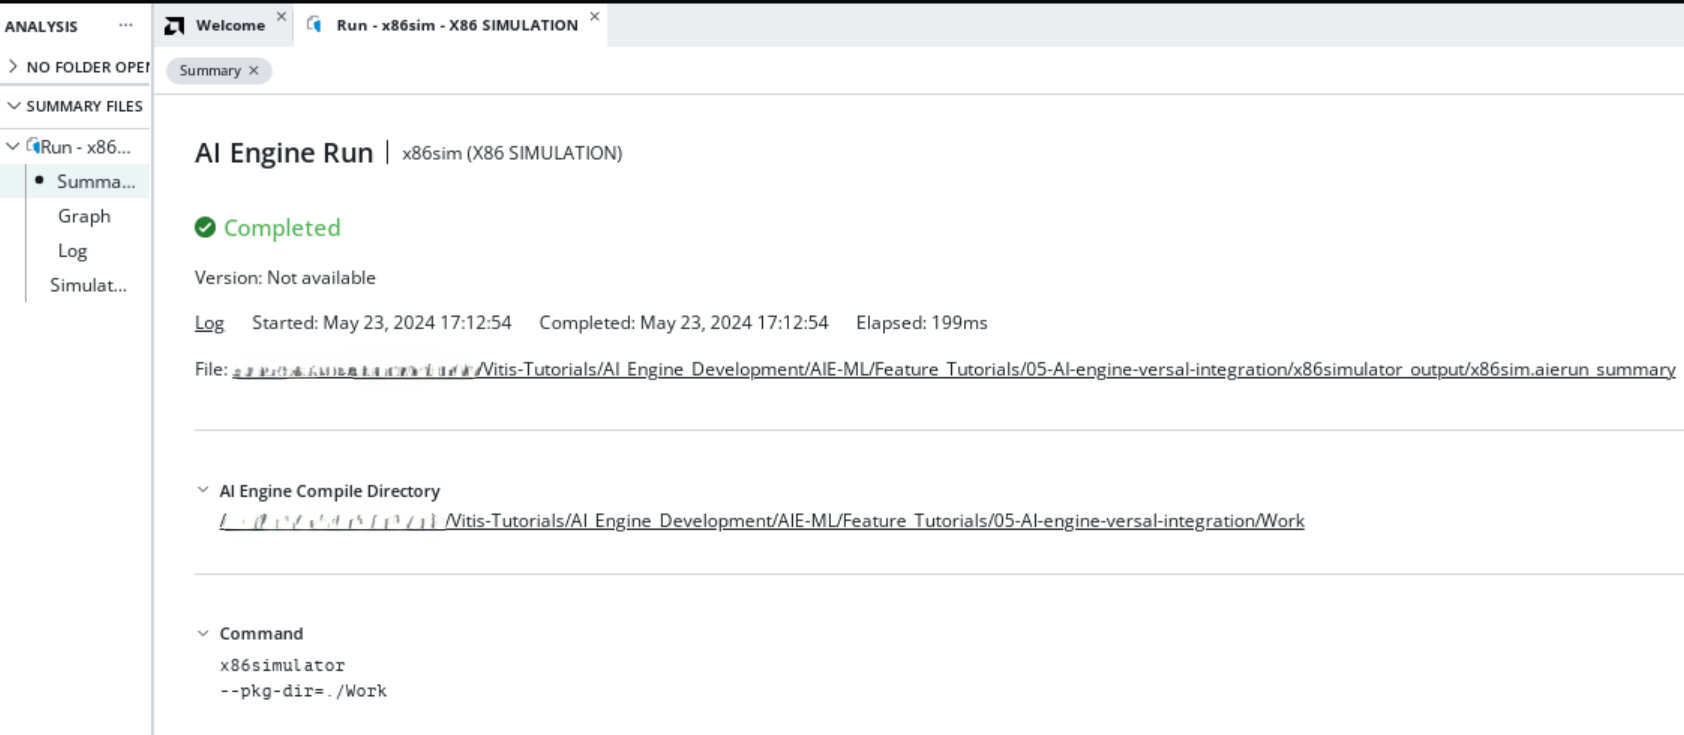 ANALYSIS ...
NO FOLDER OPE
SUMMARY FILES
Run - x86...
Summa...
Graph
Log
Simulat...
Welcome
Run - x86sim - X86 SIMULATION
Summary
AI Engine Run | x86sim (X86 SIMULATION)
Completed
Version: Not available
Log Started: May 23, 2024 17:12:54 Completed: May 23, 2024 17:12:54 Elapsed: 199ms
File: /Vitis-Tutorials/AI_Engine_Development/AIE-ML/Feature_Tutorials/05-AI-engine-versal-integration/x86simulator_output/x86sim.aierun_summary
AI Engine Compile Directory
/Vitis-Tutorials/AI_Engine_Development/AIE-ML/Feature_Tutorials/05-AI-engine-versal-integration/Work
Command
x86simulator
--pkg-dir=./Work